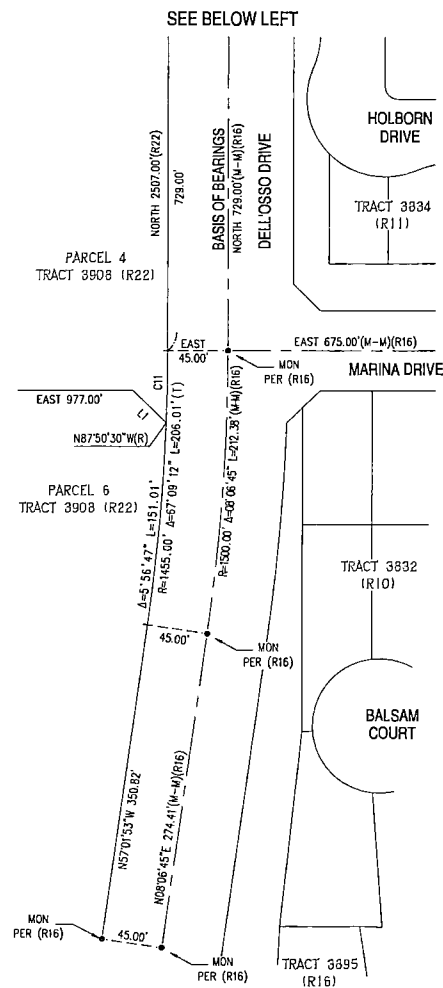 SEE BELOW LEFT
NORTH 2507.00'(R22)
729.00'
BASIS OF BEARINGS
NORTH 729.00'(M-M)(R16)
DELL'OSSO DRIVE
HOLBORN
DRIVE
TRACT 3834
(R11)
PARCEL 4
TRACT 3908 (R22)
EAST
45.00'
EAST 675.00'(M-M)(R16)
MON
PER (R16)
MARINA DRIVE
C11
EAST 977.00'
L1
N87°50'30"W(R)
PARCEL 6
TRACT 3908 (R22)
Δ=5°56'47" L=151.01'
R=1455.00' Δ=67°09'12" L=206.01'(T)
R=1500.00' Δ=08°06'45" L=212.38'(M-M)(R16)
TRACT 3832
(R10)
45.00'
MON
PER (R16)
BALSAM
COURT
N57°01'53"W 350.82'
N08°06'45"E 274.41'(M-M)(R16)
MON
PER (R16)
45.00'
MON
PER (R16)
TRACT 3895
(R16)